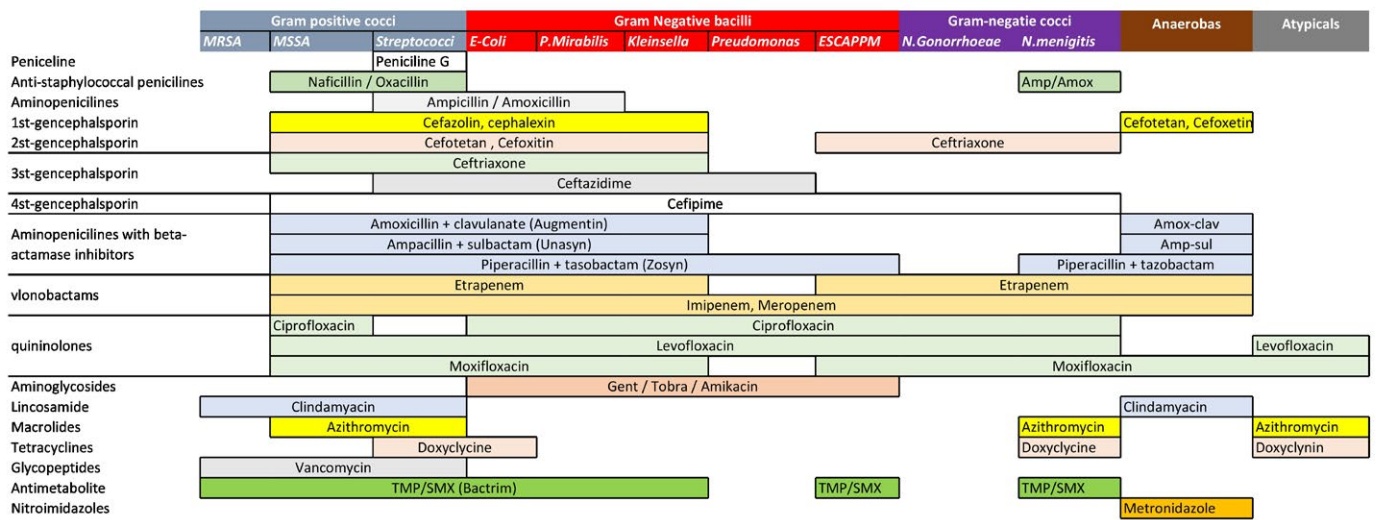 Gram positive cocci Gram Negative bacilli Gram-negatie cocci Anaerobas Atypicals
MRSA MSSA Streptococci E-Coli P.Mirabilis Kleinsella Preudomonas ESCAPPM N.Gonorrhoeae N.menigitis
Peniceline Peniciline G
Anti-staphylococcal penicilines Naficillin / Oxacillin Amp/Amox
Aminopenicilines Ampicillin / Amoxicillin
1st-gencephalsporin Cefazolin, cephalexin Cefotetan, Cefoxetin
2st-gencephalsporin Cefotetan , Cefoxitin Ceftriaxone
3st-gencephalsporin Ceftriaxone
Ceftazidime
4st-gencephalsporin Cefipime
Aminopenicilines with beta-
actamase inhibitors
Amoxicillin + clavulanate (Augmentin) Amox-clav
Ampacillin + sulbactam (Unasyn) Amp-sul
Piperacillin + tasobactam (Zosyn) Piperacillin + tazobactam
vlonobactams Etrapenem Etrapenem
Imipenem, Meropenem
quininolones Ciprofloxacin Ciprofloxacin
Levofloxacin Levofloxacin
Moxifloxacin Moxifloxacin
Aminoglycosides Gent / Tobra / Amikacin
Lincosamide Clindamyacin Clindamyacin
Macrolides Azithromycin Azithromycin Azithromycin
Tetracyclines Doxyclycine Doxyclecine Doxyclynin
Glycopeptides Vancomycin
Antimetabolite TMP/SMX (Bactrim) TMP/SMX TMP/SMX
Nitroimidazoles Metronidazole